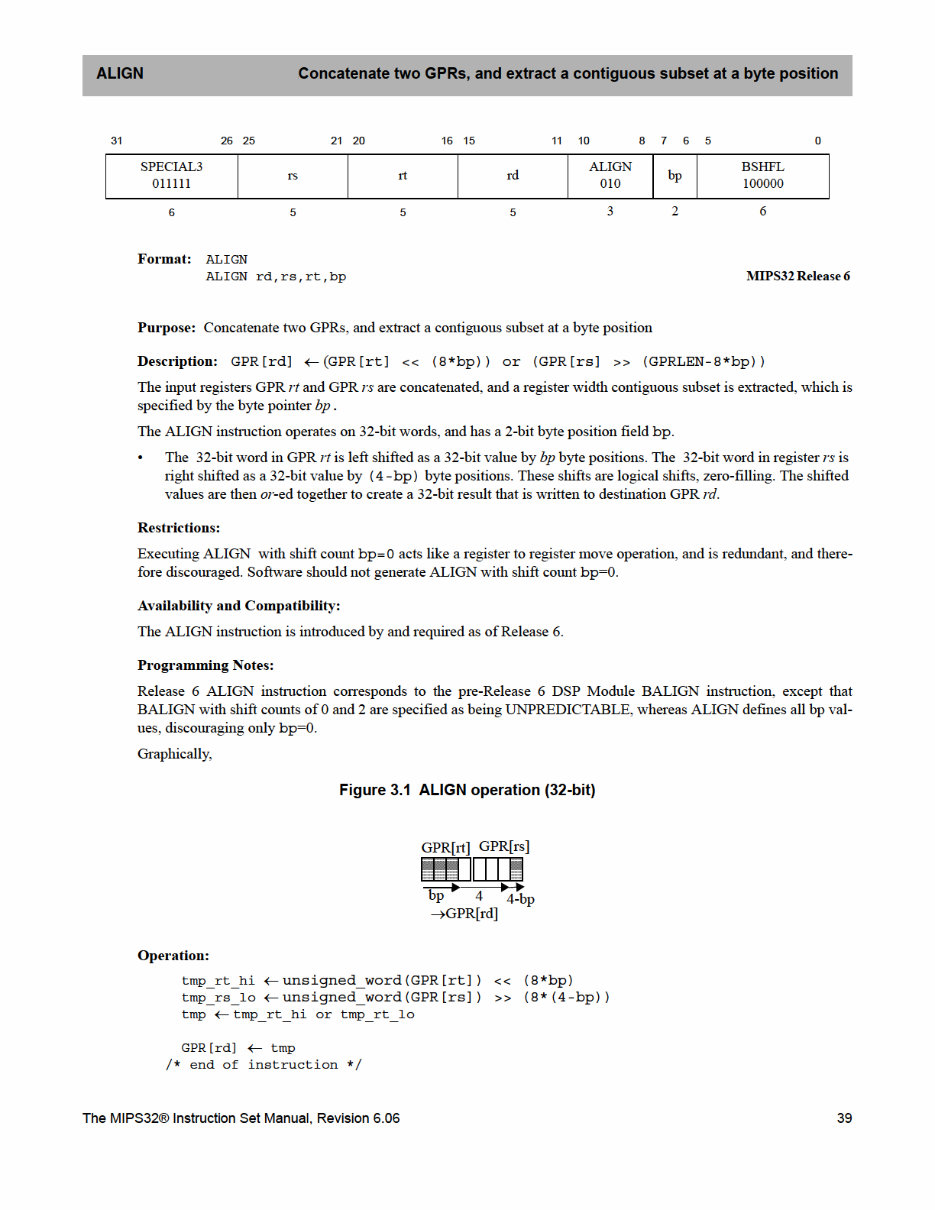 ALIGN Concatenate two GPRs, and extract a contiguous subset at a byte position
31 26 25 21 20 16 15 11 10 8 7 6 5 0
SPECIAL3 rs rt rd ALIGN bp BSHFL
011111 010 100000
6 5 5 5 3 2 6
Format: ALIGN
ALIGN rd,rs,rt,bp MIPS32 Release 6
Purpose: Concatenate two GPRs, and extract a contiguous subset at a byte position
Description: GPR[rd] ← (GPR[rt] << (8*bp)) or (GPR[rs] >> (GPRLEN-8*bp))
The input registers GPR rt and GPR rs are concatenated, and a register width contiguous subset is extracted, which is
specified by the byte pointer bp .
The ALIGN instruction operates on 32-bit words, and has a 2-bit byte position field bp.
• The 32-bit word in GPR rt is left shifted as a 32-bit value by bp byte positions. The 32-bit word in register rs is
right shifted as a 32-bit value by (4-bp) byte positions. These shifts are logical shifts, zero-filling. The shifted
values are then or-ed together to create a 32-bit result that is written to destination GPR rd.
Restrictions:
Executing ALIGN with shift count bp=0 acts like a register to register move operation, and is redundant, and there-
fore discouraged. Software should not generate ALIGN with shift count bp=0.
Availability and Compatibility:
The ALIGN instruction is introduced by and required as of Release 6.
Programming Notes:
Release 6 ALIGN instruction corresponds to the pre-Release 6 DSP Module BALIGN instruction, except that
BALIGN with shift counts of 0 and 2 are specified as being UNPREDICTABLE, whereas ALIGN defines all bp val-
ues, discouraging only bp=0.
Graphically,
Figure 3.1 ALIGN operation (32-bit)
GPR[rt] GPR[rs]
bp 4 4-bp
→GPR[rd]
Operation:
tmp_rt_hi ← unsigned_word(GPR[rt]) << (8*bp)
tmp_rs_lo ← unsigned_word(GPR[rs]) >> (8*(4-bp))
tmp ← tmp_rt_hi or tmp_rt_lo
GPR[rd] ← tmp
/* end of instruction */
The MIPS32® Instruction Set Manual, Revision 6.06 39